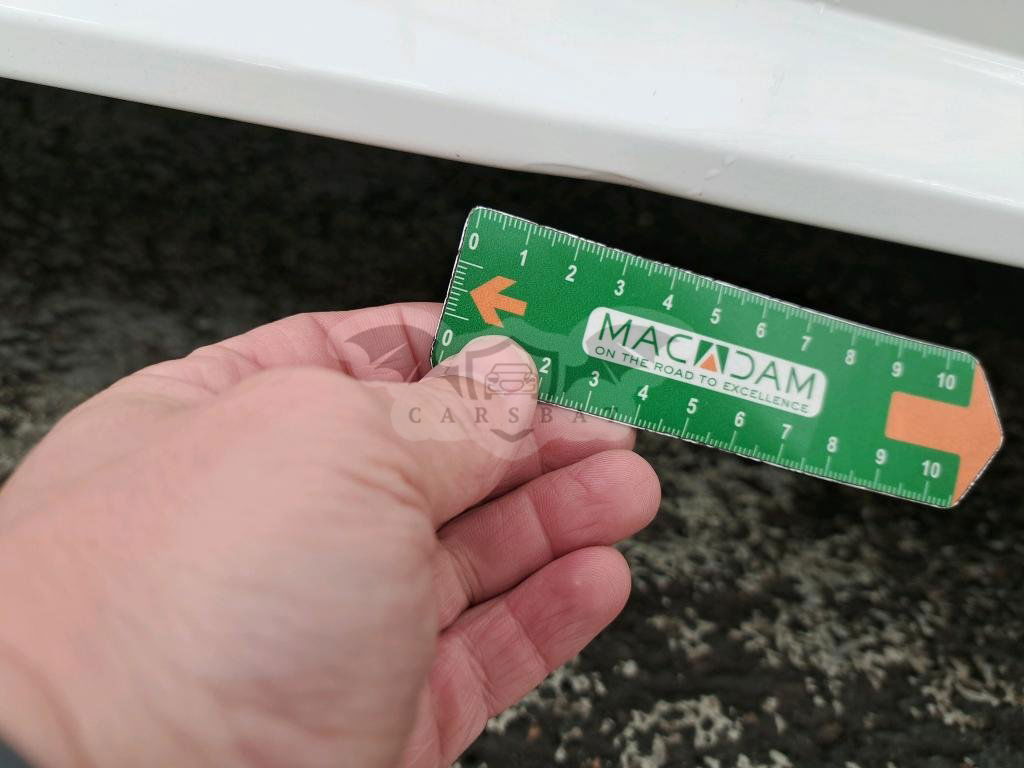 0 1 2 3 4 5 6 7 8 9 10
MACADAM
ON THE ROAD TO EXCELLENCE
0 2 3 4 5 6 7 8 9 10